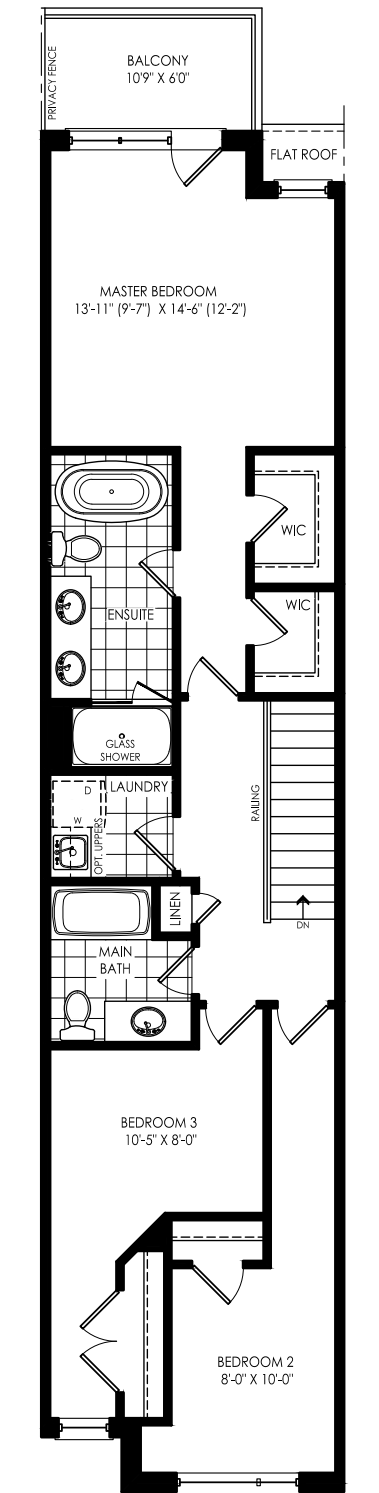 PRIVACY FENCE
BALCONY
10'9" X 6'0"
FLAT ROOF
MASTER BEDROOM
13'-11" (9'-7") X 14'-6" (12'-2")
WIC
WIC
ENSUITE
GLASS
SHOWER
LAUNDRY
D
W
OPT. UPPERS
RAILING
LINEN
DN
MAIN
BATH
BEDROOM 3
10'-5" X 8'-0"
BEDROOM 2
8'-0" X 10'-0"